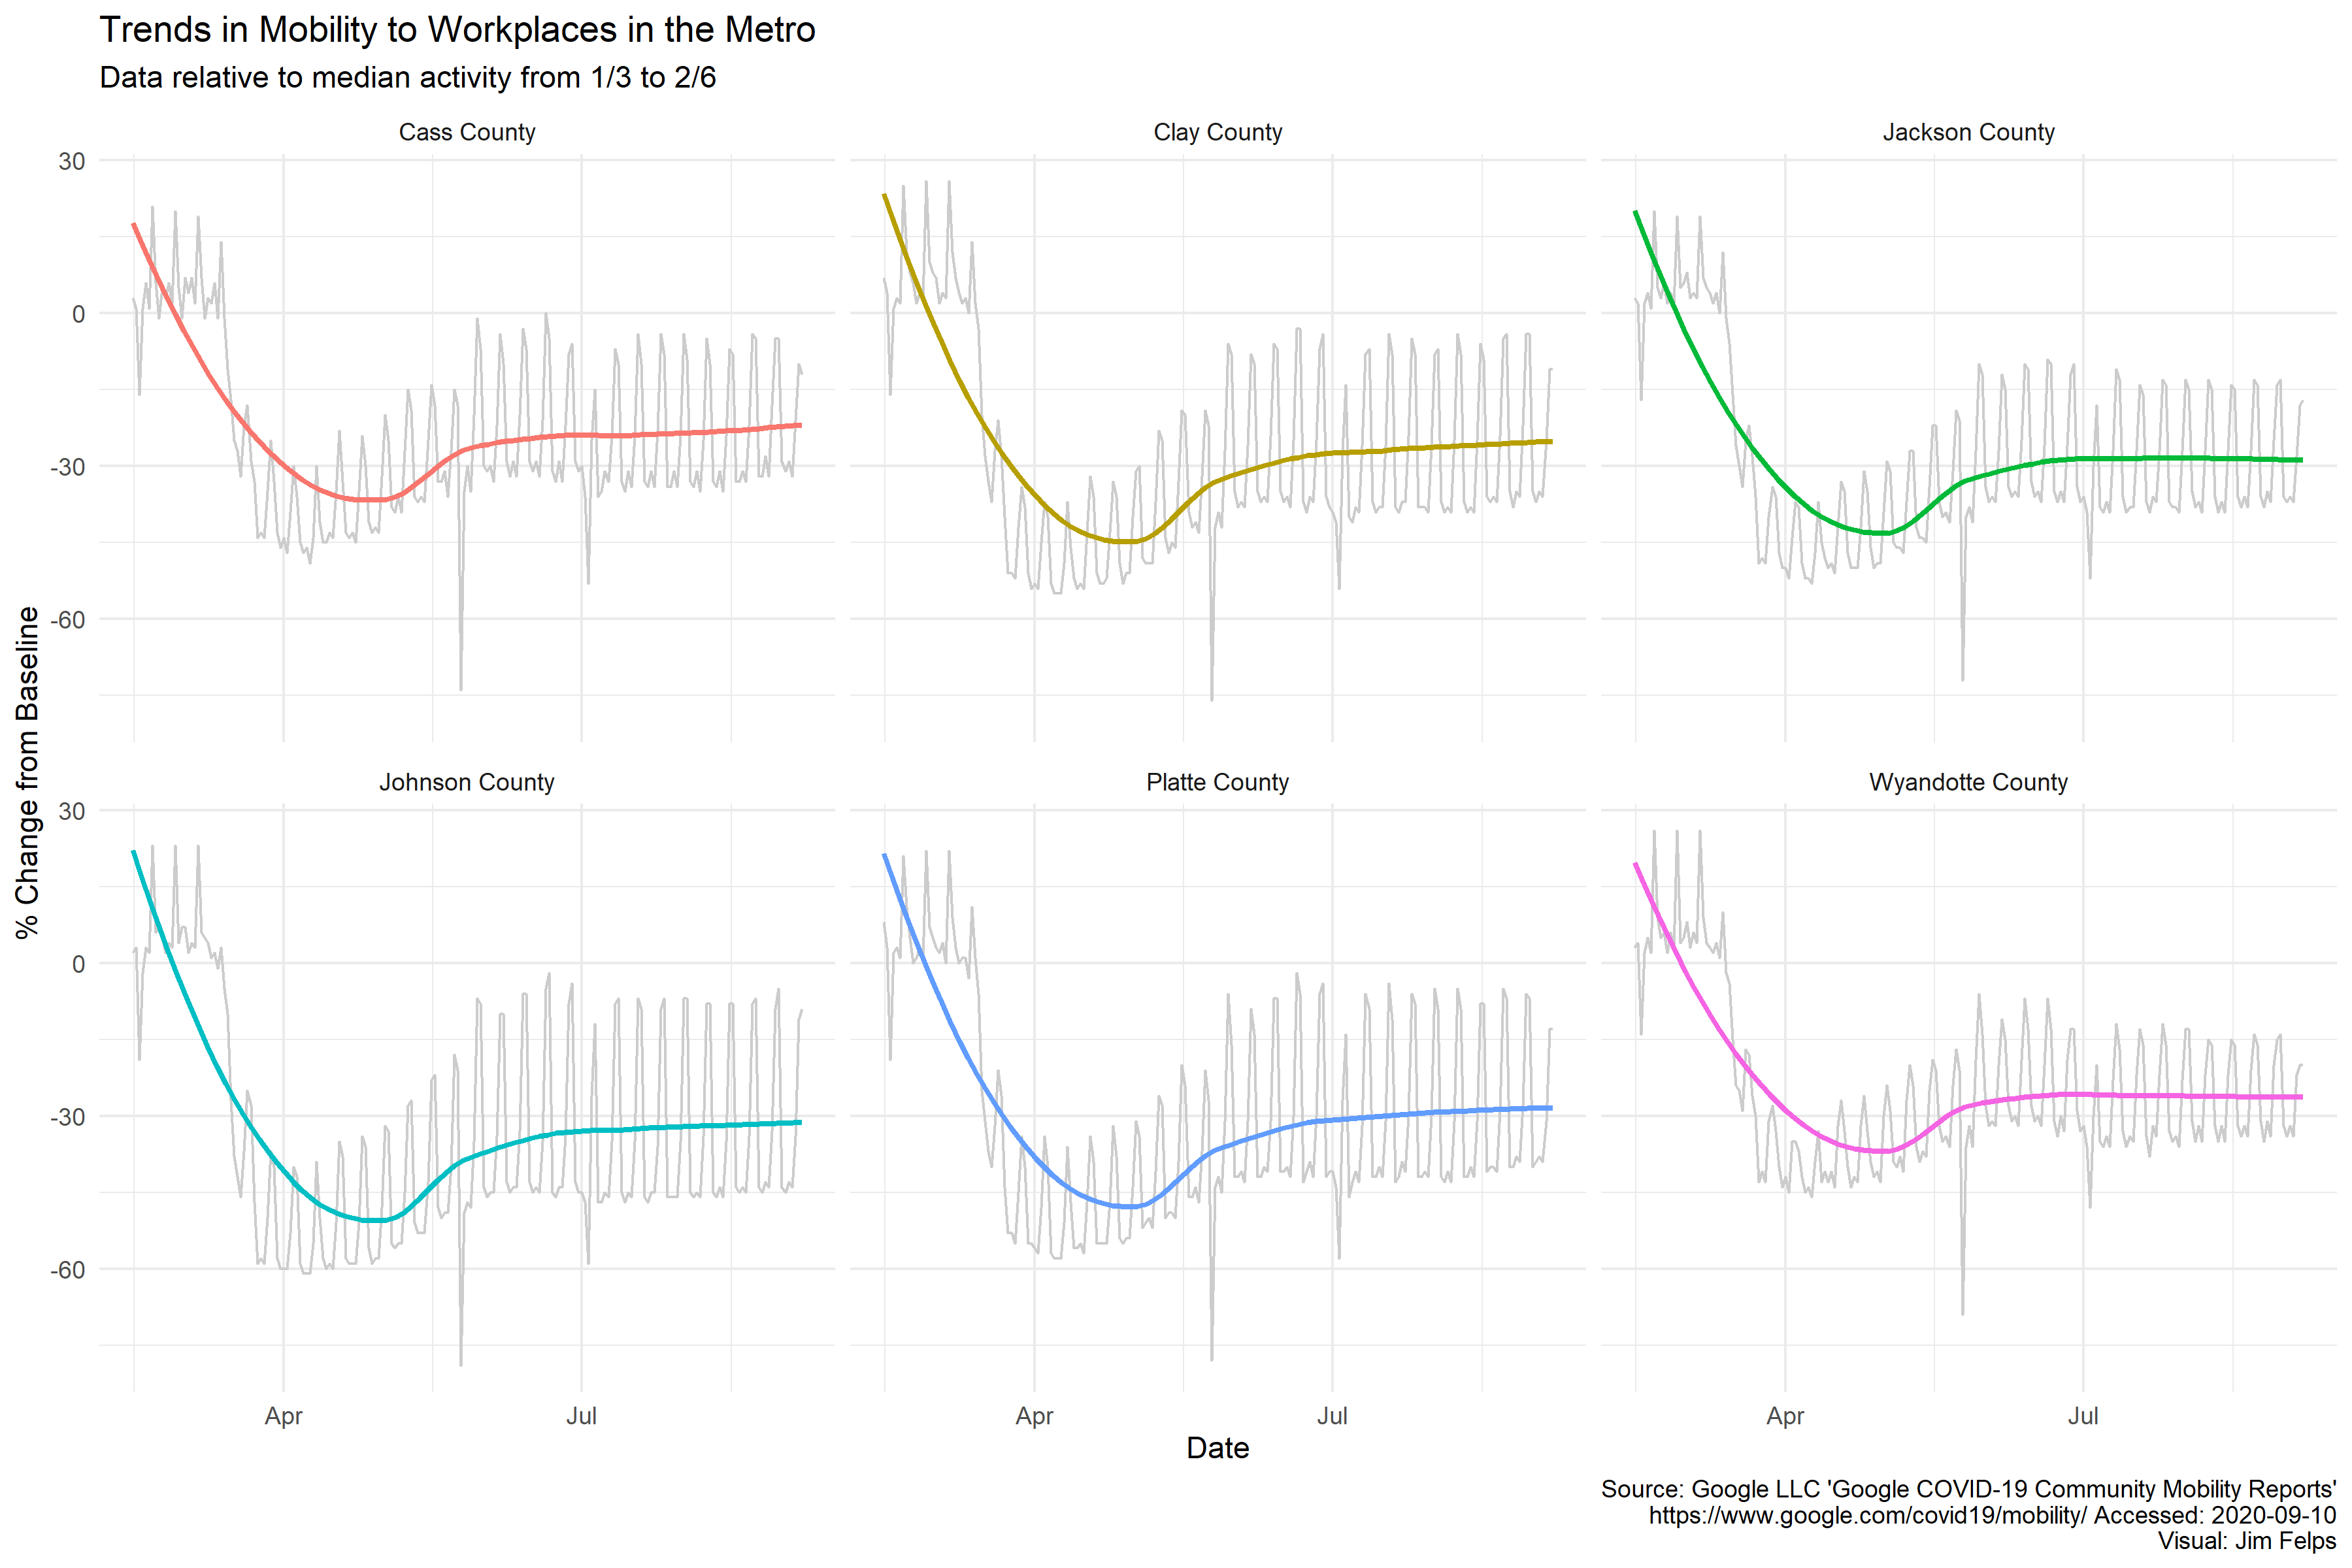 Trends in Mobility to Workplaces in the Metro
Data relative to median activity from 1/3 to 2/6
Cass County
Clay County
Jackson County
30
0
-30
-60
% Change from Baseline
Johnson County
Platte County
Wyandotte County
30
0
-30
-60
Apr
Jul
Apr
Jul
Apr
Jul
Date
Source: Google LLC 'Google COVID-19 Community Mobility Reports'
https://www.google.com/covid19/mobility/ Accessed: 2020-09-10
Visual: Jim Felps